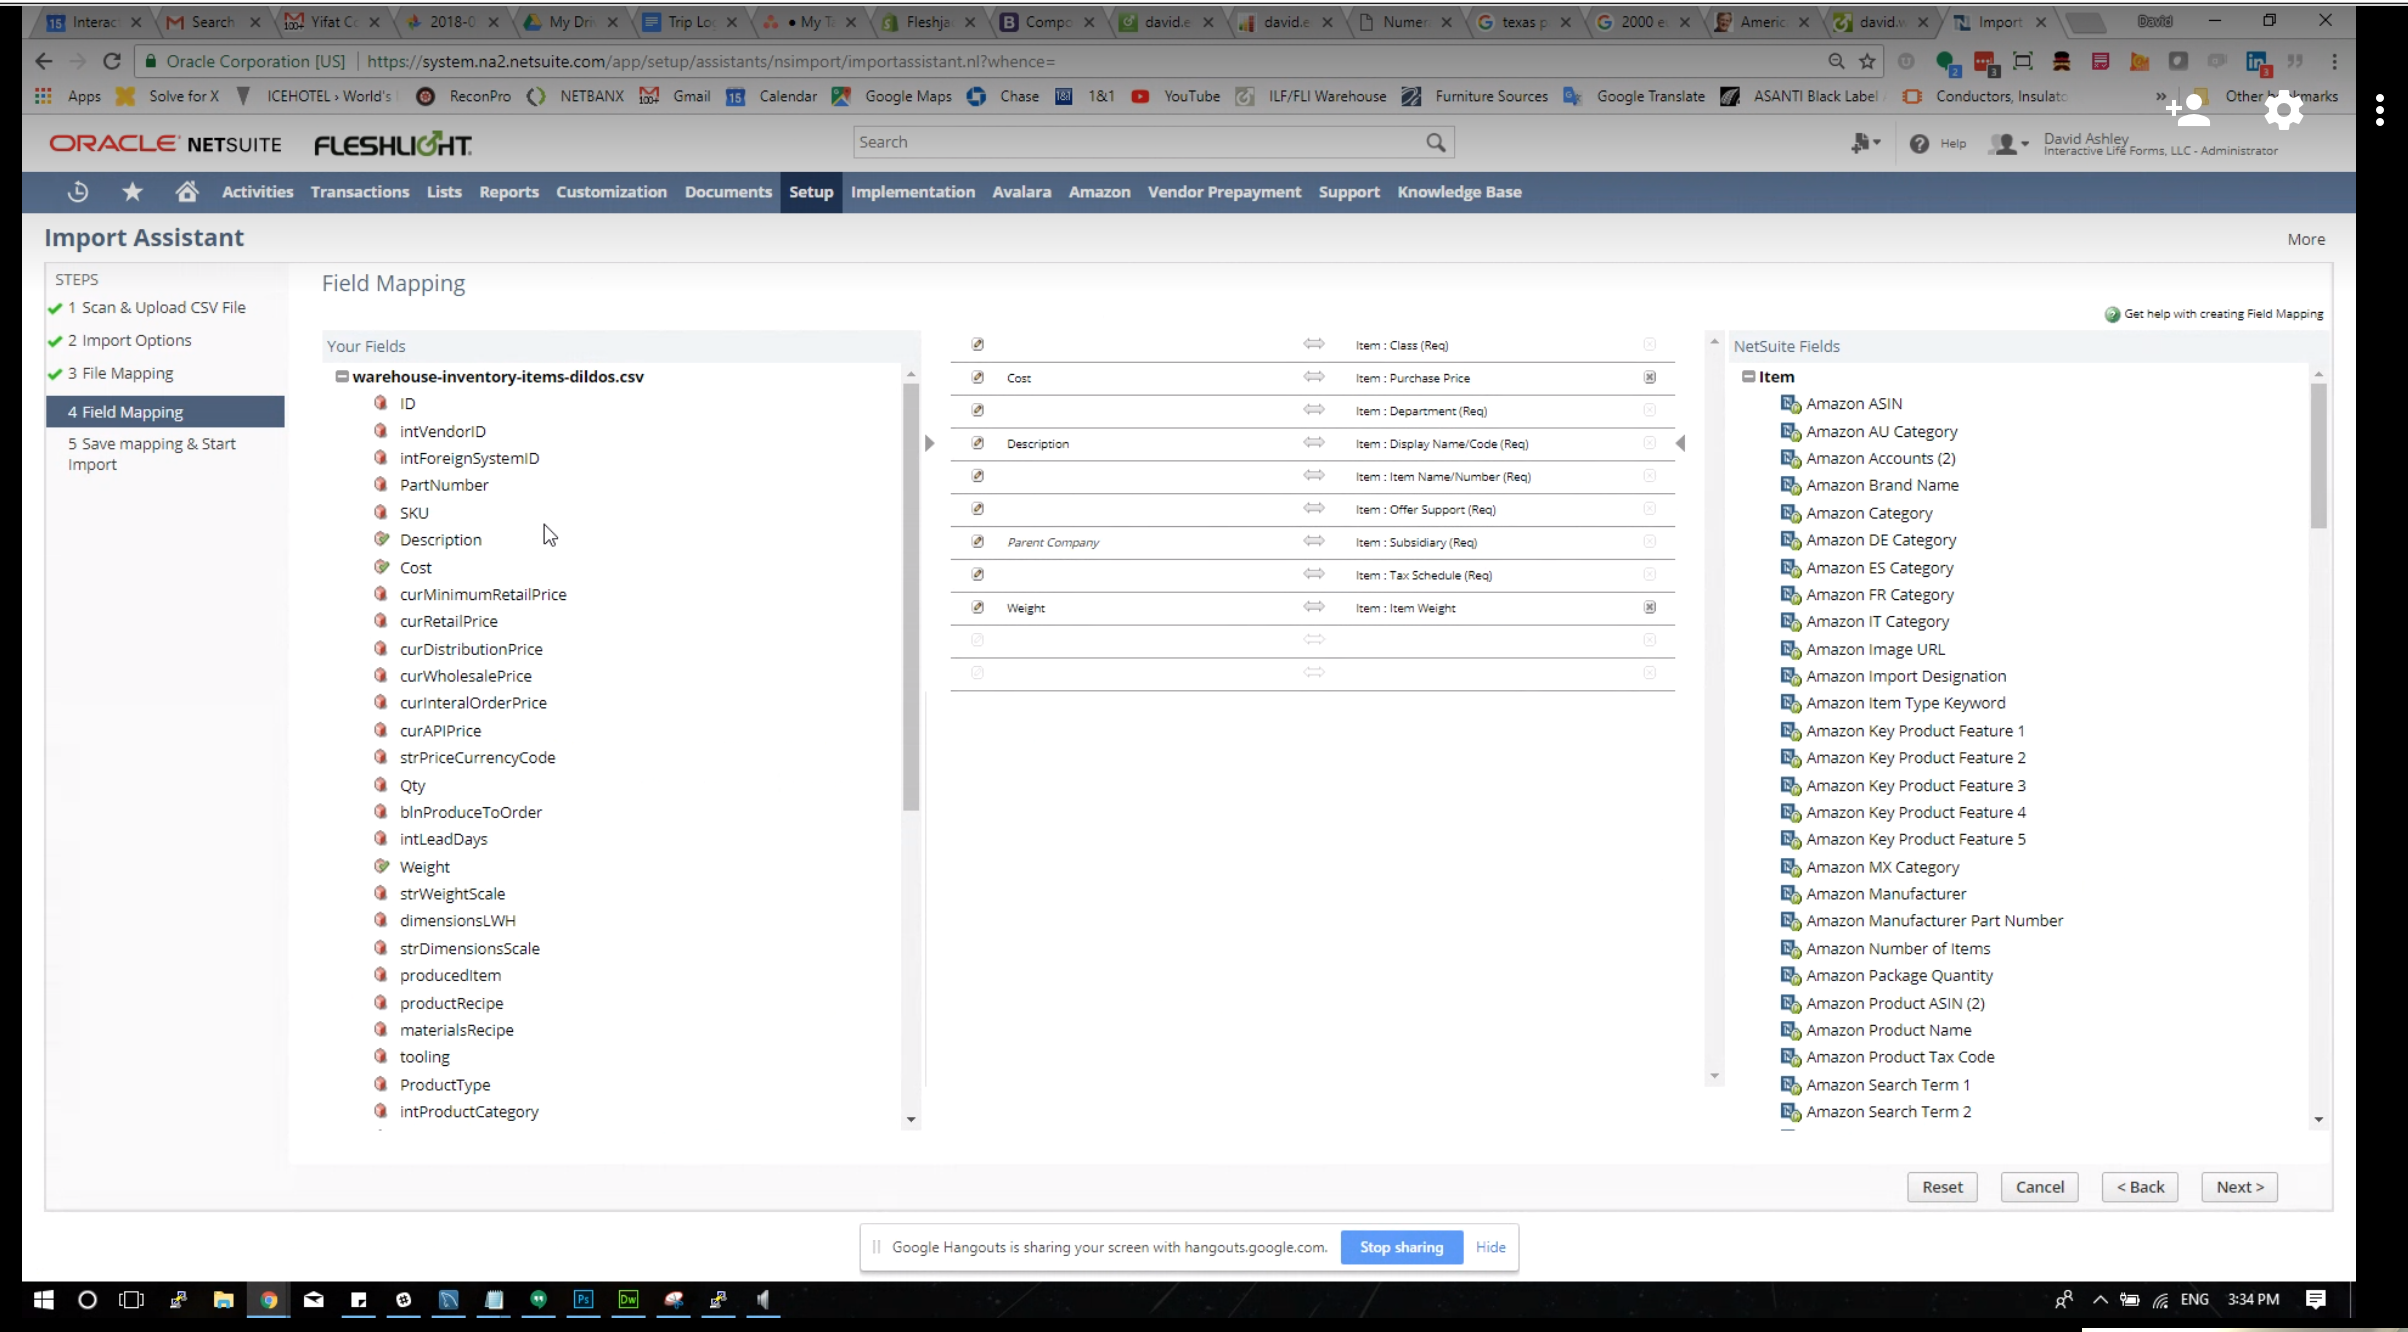 Interac
Search
Yifat Co
2018-0
My Driv
Trip Log
My Ta
Fleshja
Compo
david.e
david.e
Numer
texas p
2000 e
Americ
david.w
Import
David
Oracle Corporation [US] | https://system.na2.netsuite.com/app/setup/assistants/nsimport/importassistant.nl?whence=
Apps
Solve for X
ICEHOTEL › World's
ReconPro
NETBANX
Gmail
Calendar
Google Maps
Chase
1&1
YouTube
ILF/FLI Warehouse
Furniture Sources
Google Translate
ASANTI Black Label
Conductors, Insulato
»
ORACLE NETSUITE
FLESHLIGHT
Search
Help
David Ashley
Interactive Life Forms, LLC - Administrator
Activities Transactions Lists Reports Customization Documents Setup Implementation Avalara Amazon Vendor Prepayment Support Knowledge Base
Import Assistant
More
STEPS
1 Scan & Upload CSV File
2 Import Options
3 File Mapping
4 Field Mapping
5 Save mapping & Start
Import
Field Mapping
Get help with creating Field Mapping
Your Fields
warehouse-inventory-items-dildos.csv
ID
intVendorID
intForeignSystemID
PartNumber
SKU
Description
Cost
curMinimumRetailPrice
curRetailPrice
curDistributionPrice
curWholesalePrice
curInteralOrderPrice
curAPIPrice
strPriceCurrencyCode
Qty
blnProduceToOrder
intLeadDays
Weight
strWeightScale
dimensionsLWH
strDimensionsScale
producedItem
productRecipe
materialsRecipe
tooling
ProductType
intProductCategory
Item : Class (Req)
Cost Item : Purchase Price
Item : Department (Req)
Description Item : Display Name/Code (Req)
Item : Item Name/Number (Req)
Item : Offer Support (Req)
Parent Company Item : Subsidiary (Req)
Item : Tax Schedule (Req)
Weight Item : Item Weight
NetSuite Fields
Item
Amazon ASIN
Amazon AU Category
Amazon Accounts (2)
Amazon Brand Name
Amazon Category
Amazon DE Category
Amazon ES Category
Amazon FR Category
Amazon IT Category
Amazon Image URL
Amazon Import Designation
Amazon Item Type Keyword
Amazon Key Product Feature 1
Amazon Key Product Feature 2
Amazon Key Product Feature 3
Amazon Key Product Feature 4
Amazon Key Product Feature 5
Amazon MX Category
Amazon Manufacturer
Amazon Manufacturer Part Number
Amazon Number of Items
Amazon Package Quantity
Amazon Product ASIN (2)
Amazon Product Name
Amazon Product Tax Code
Amazon Search Term 1
Amazon Search Term 2
Reset
Cancel
< Back
Next >
Google Hangouts is sharing your screen with hangouts.google.com.
Stop sharing
Hide
ENG
3:34 PM